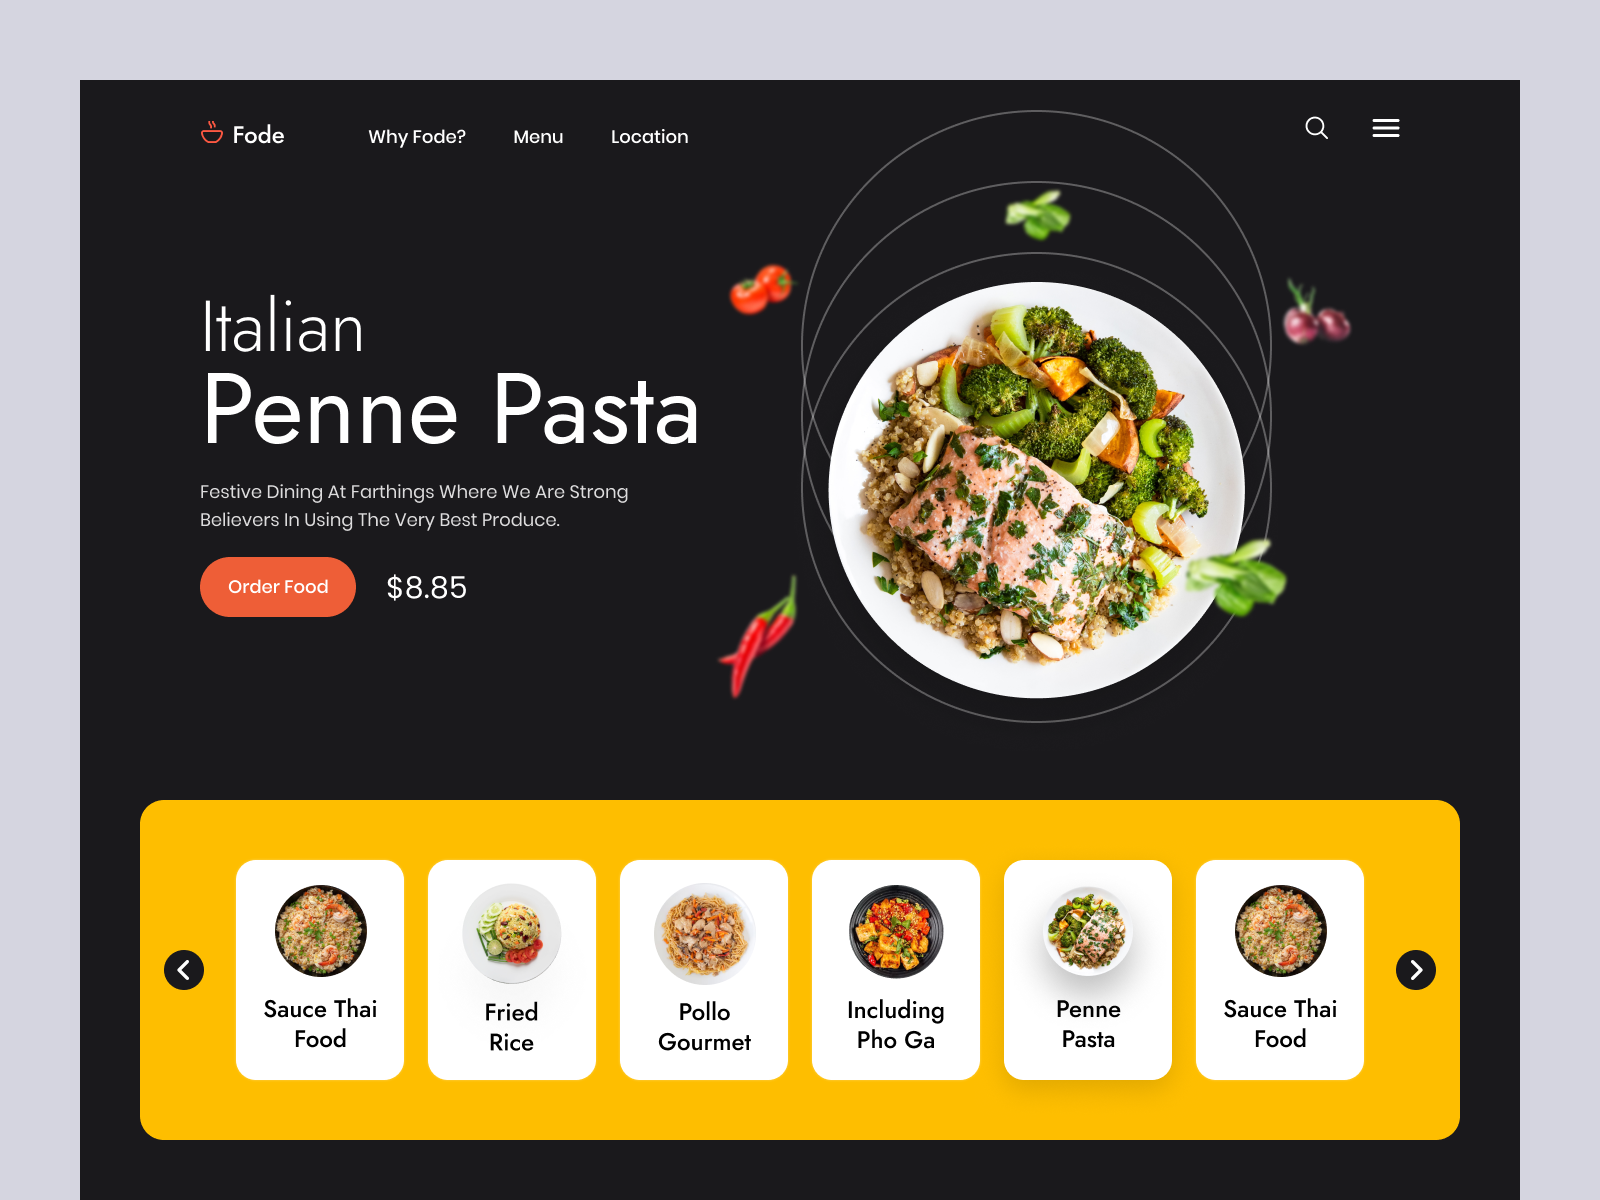 Fode
Why Fode?
Menu
Location
Italian
Penne Pasta
Festive Dining At Farthings Where We Are Strong
Believers In Using The Very Best Produce.
Order Food
$8.85
Sauce Thai
Food
Fried
Rice
Pollo
Gourmet
Including
Pho Ga
Penne
Pasta
Sauce Thai
Food